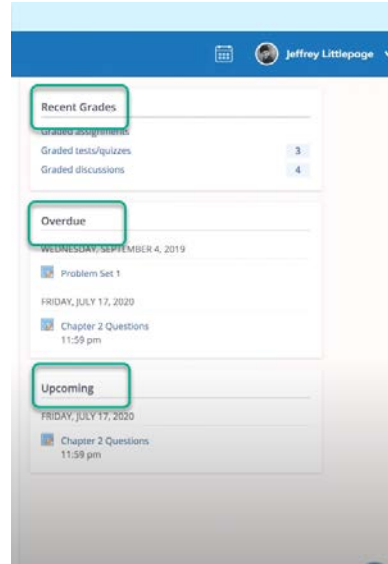 Jeffrey Littlepage
Recent Grades
Graded assignments
Graded tests/quizzes 3
Graded discussions 4
Overdue
WEDNESDAY, SEPTEMBER 4, 2019
Problem Set 1
FRIDAY, JULY 17, 2020
Chapter 2 Questions
11:59 pm
Upcoming
FRIDAY, JULY 17, 2020
Chapter 2 Questions
11:59 pm